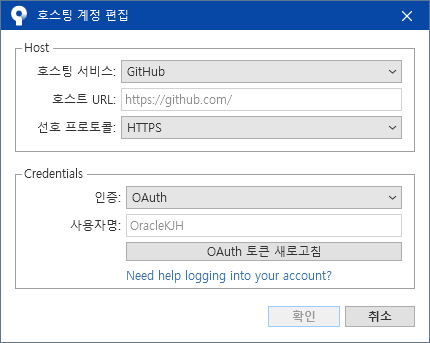 호스팅 계정 편집
Host
호스팅 서비스: GitHub
호스트 URL: https://github.com/
선호 프로토콜: HTTPS
Credentials
인증: OAuth
사용자명: OracleKJH
OAuth 토큰 새로고침
Need help logging into your account?
확인 취소